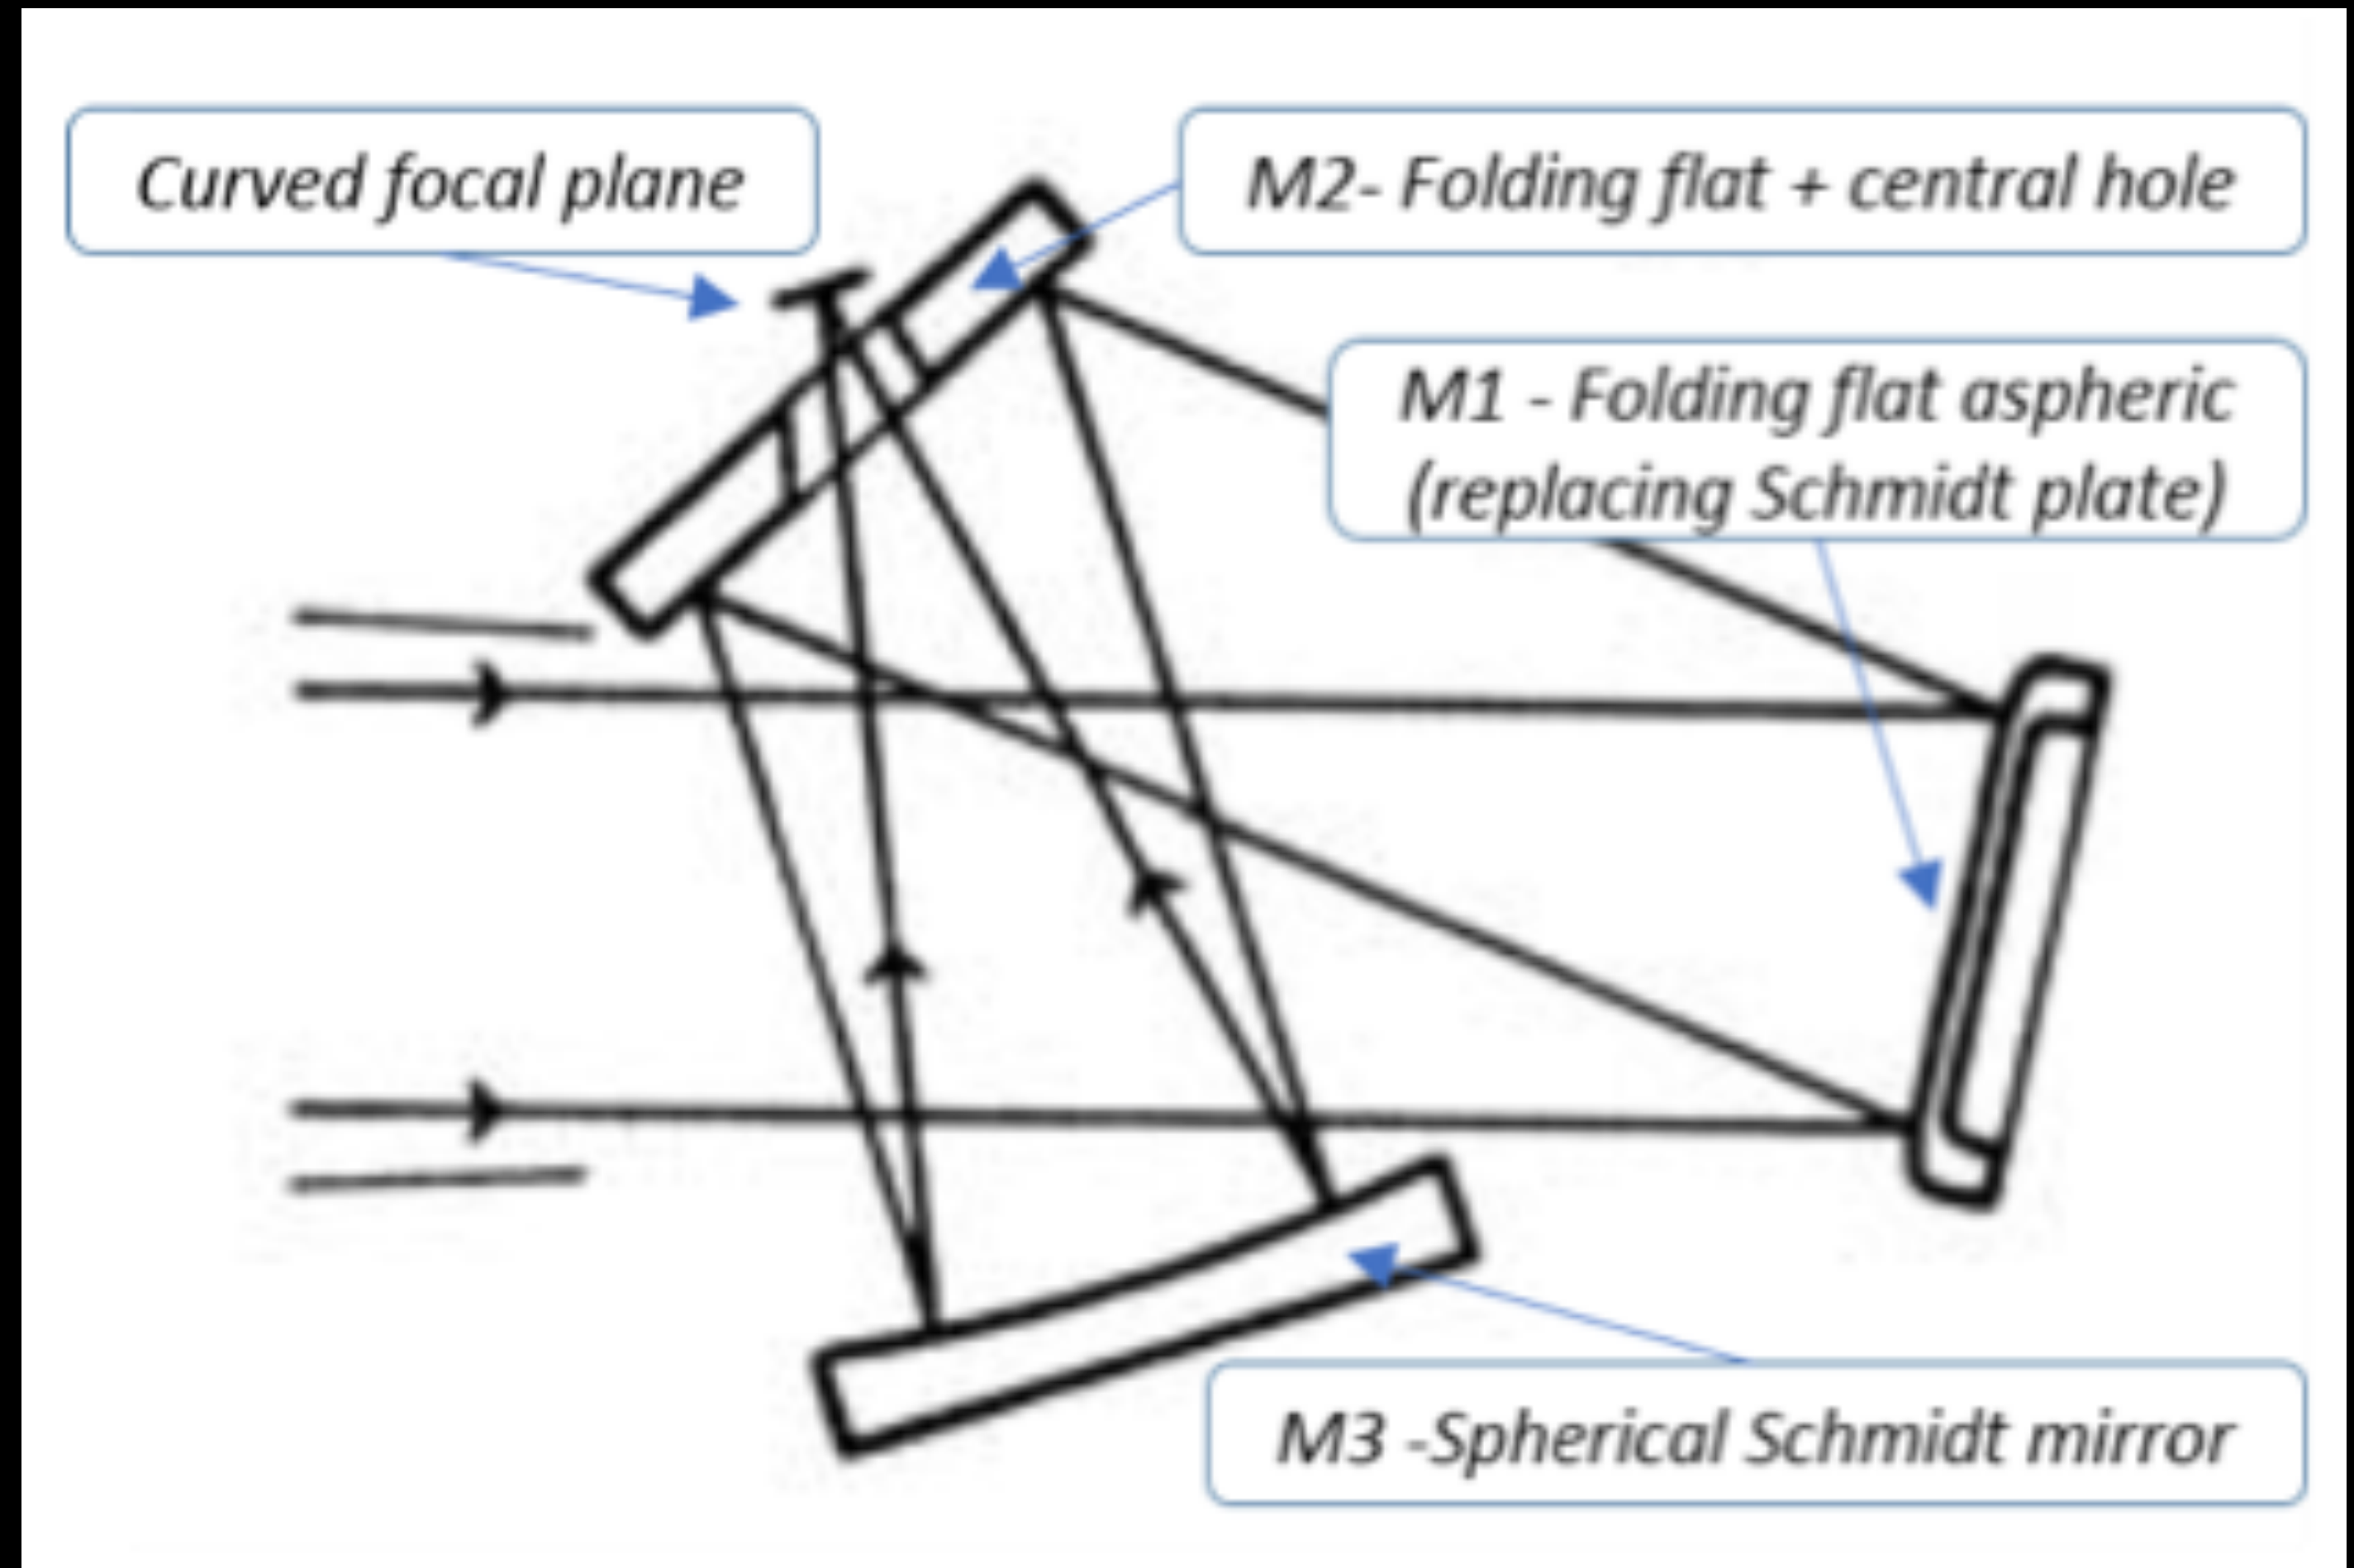 Curved focal plane
M2- Folding flat + central hole
M1 - Folding flat aspheric
(replacing Schmidt plate)
M3 -Spherical Schmidt mirror